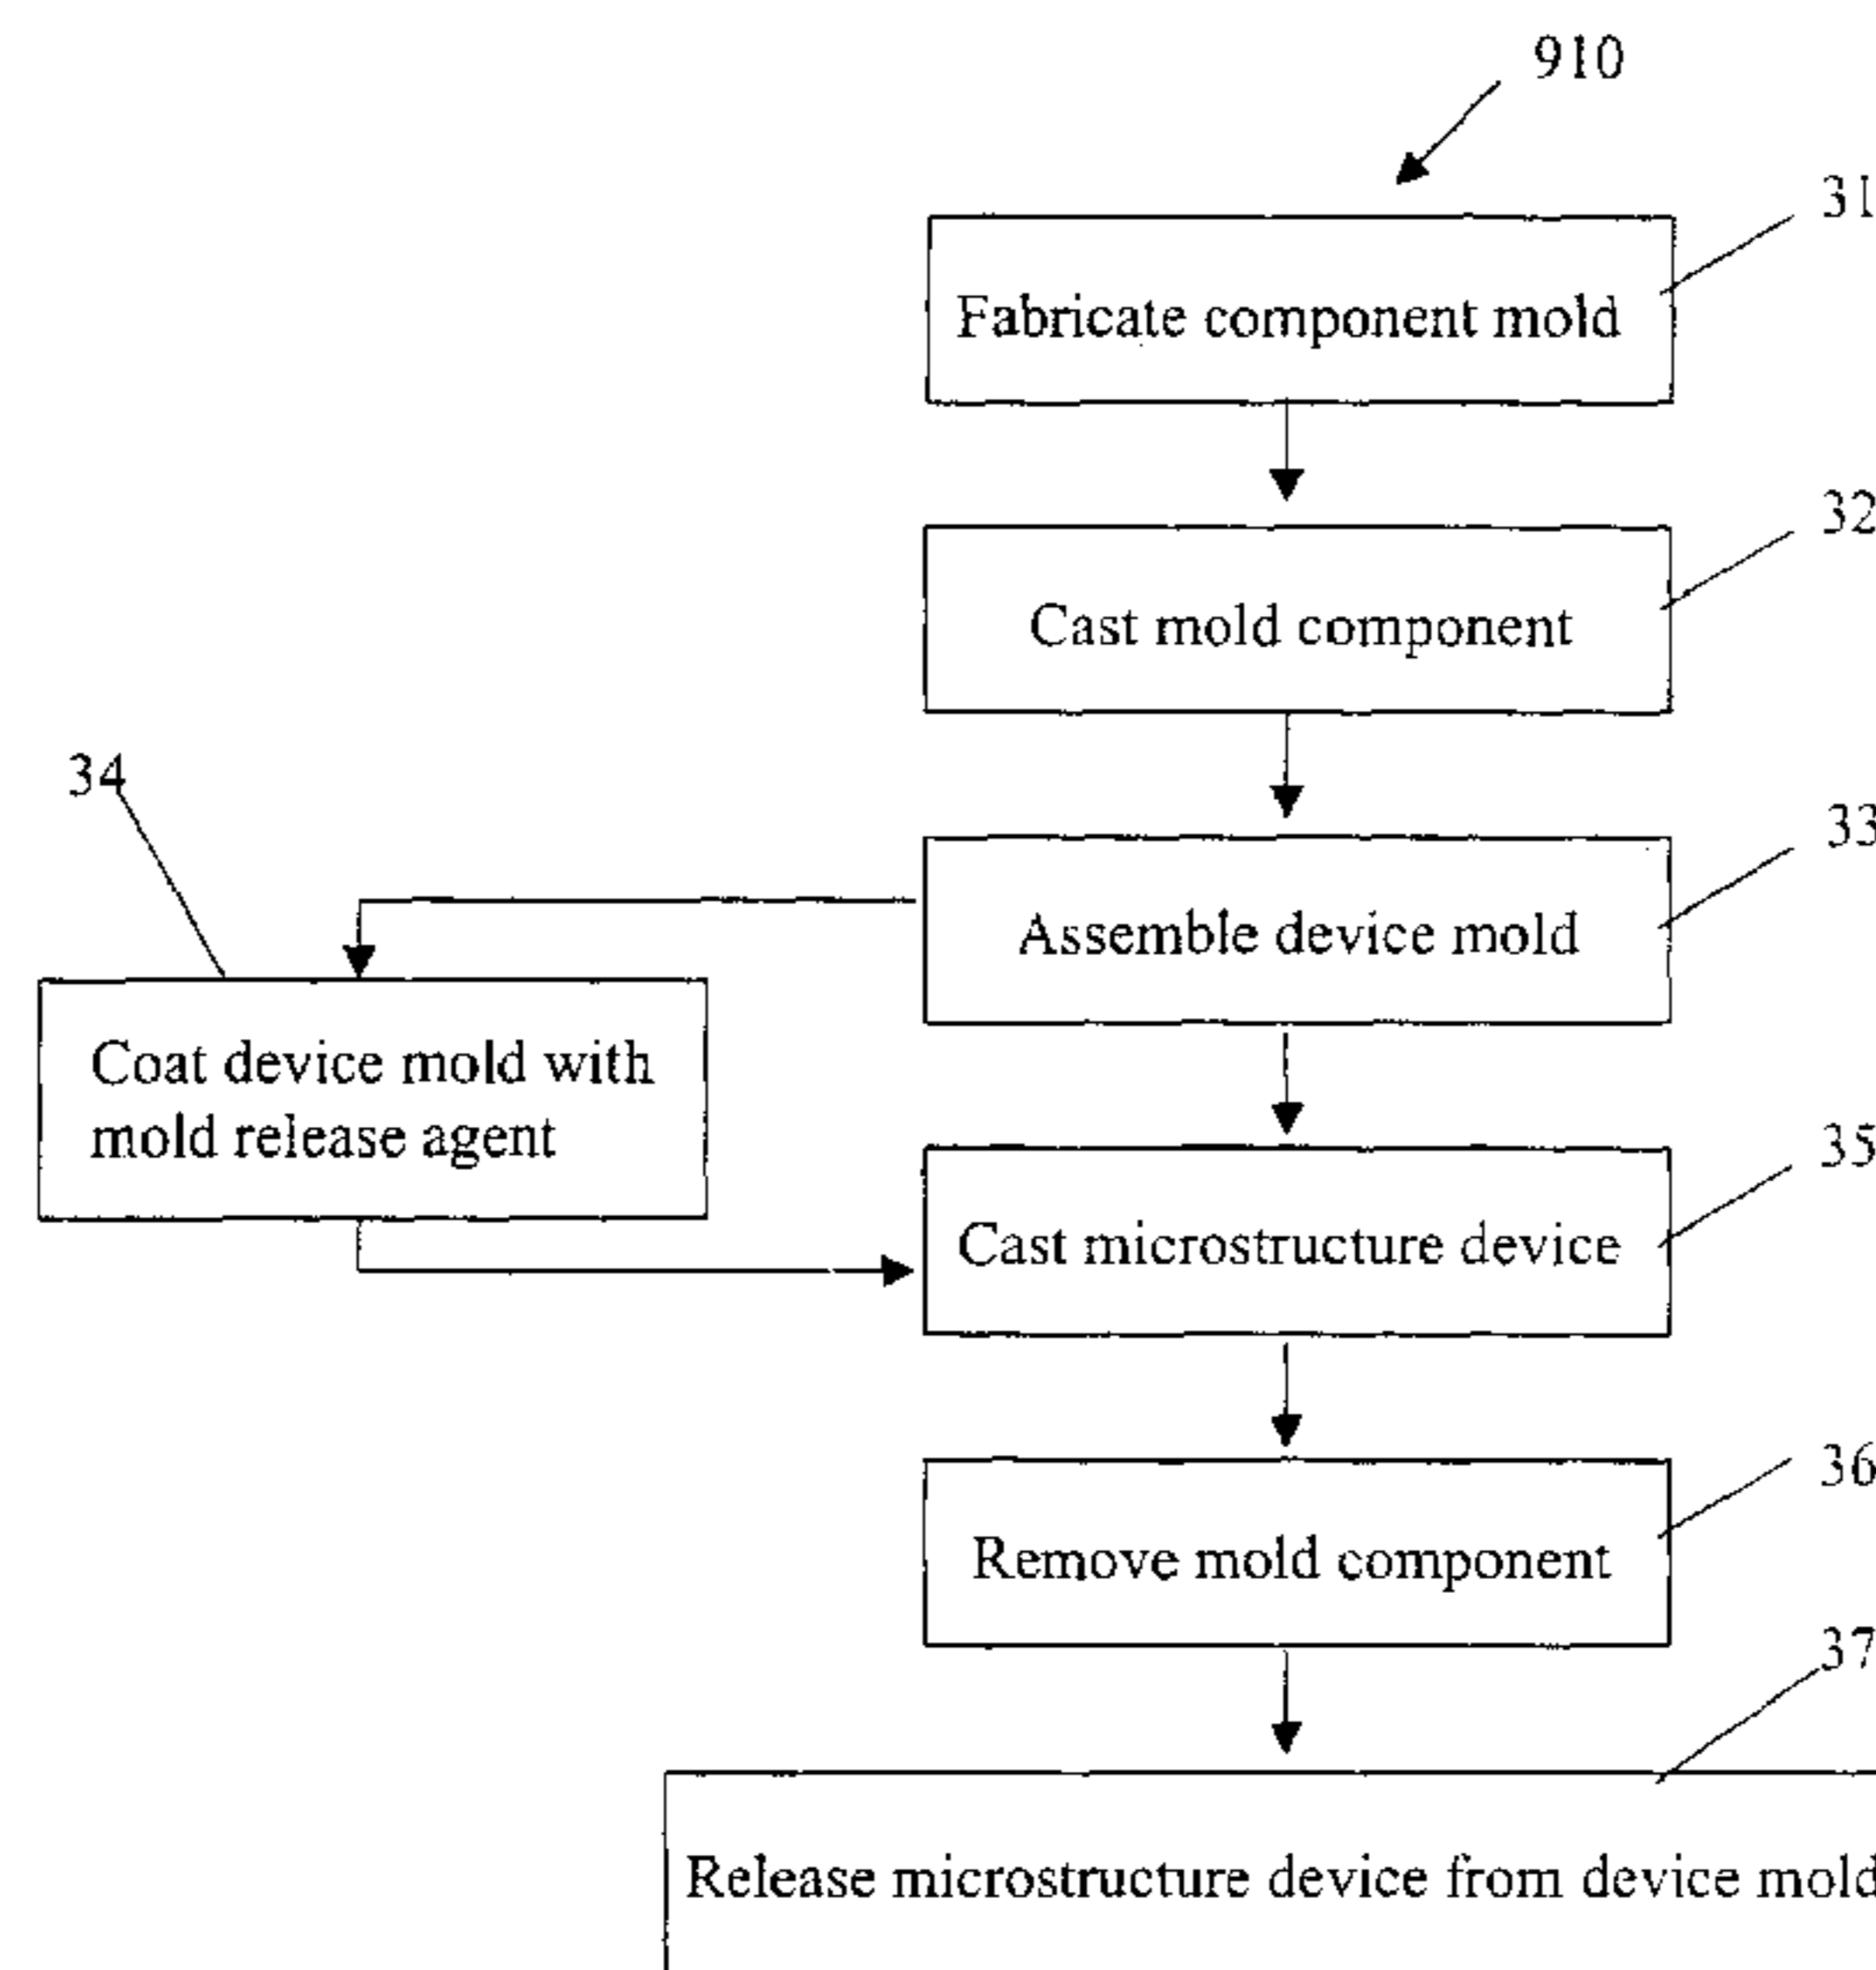 910
31
Fabricate component mold
32
Cast mold component
34
33
Assemble device mold
Coat device mold with
mold release agent
35
Cast microstructure device
36
Remove mold component
37
Release microstructure device from device mold